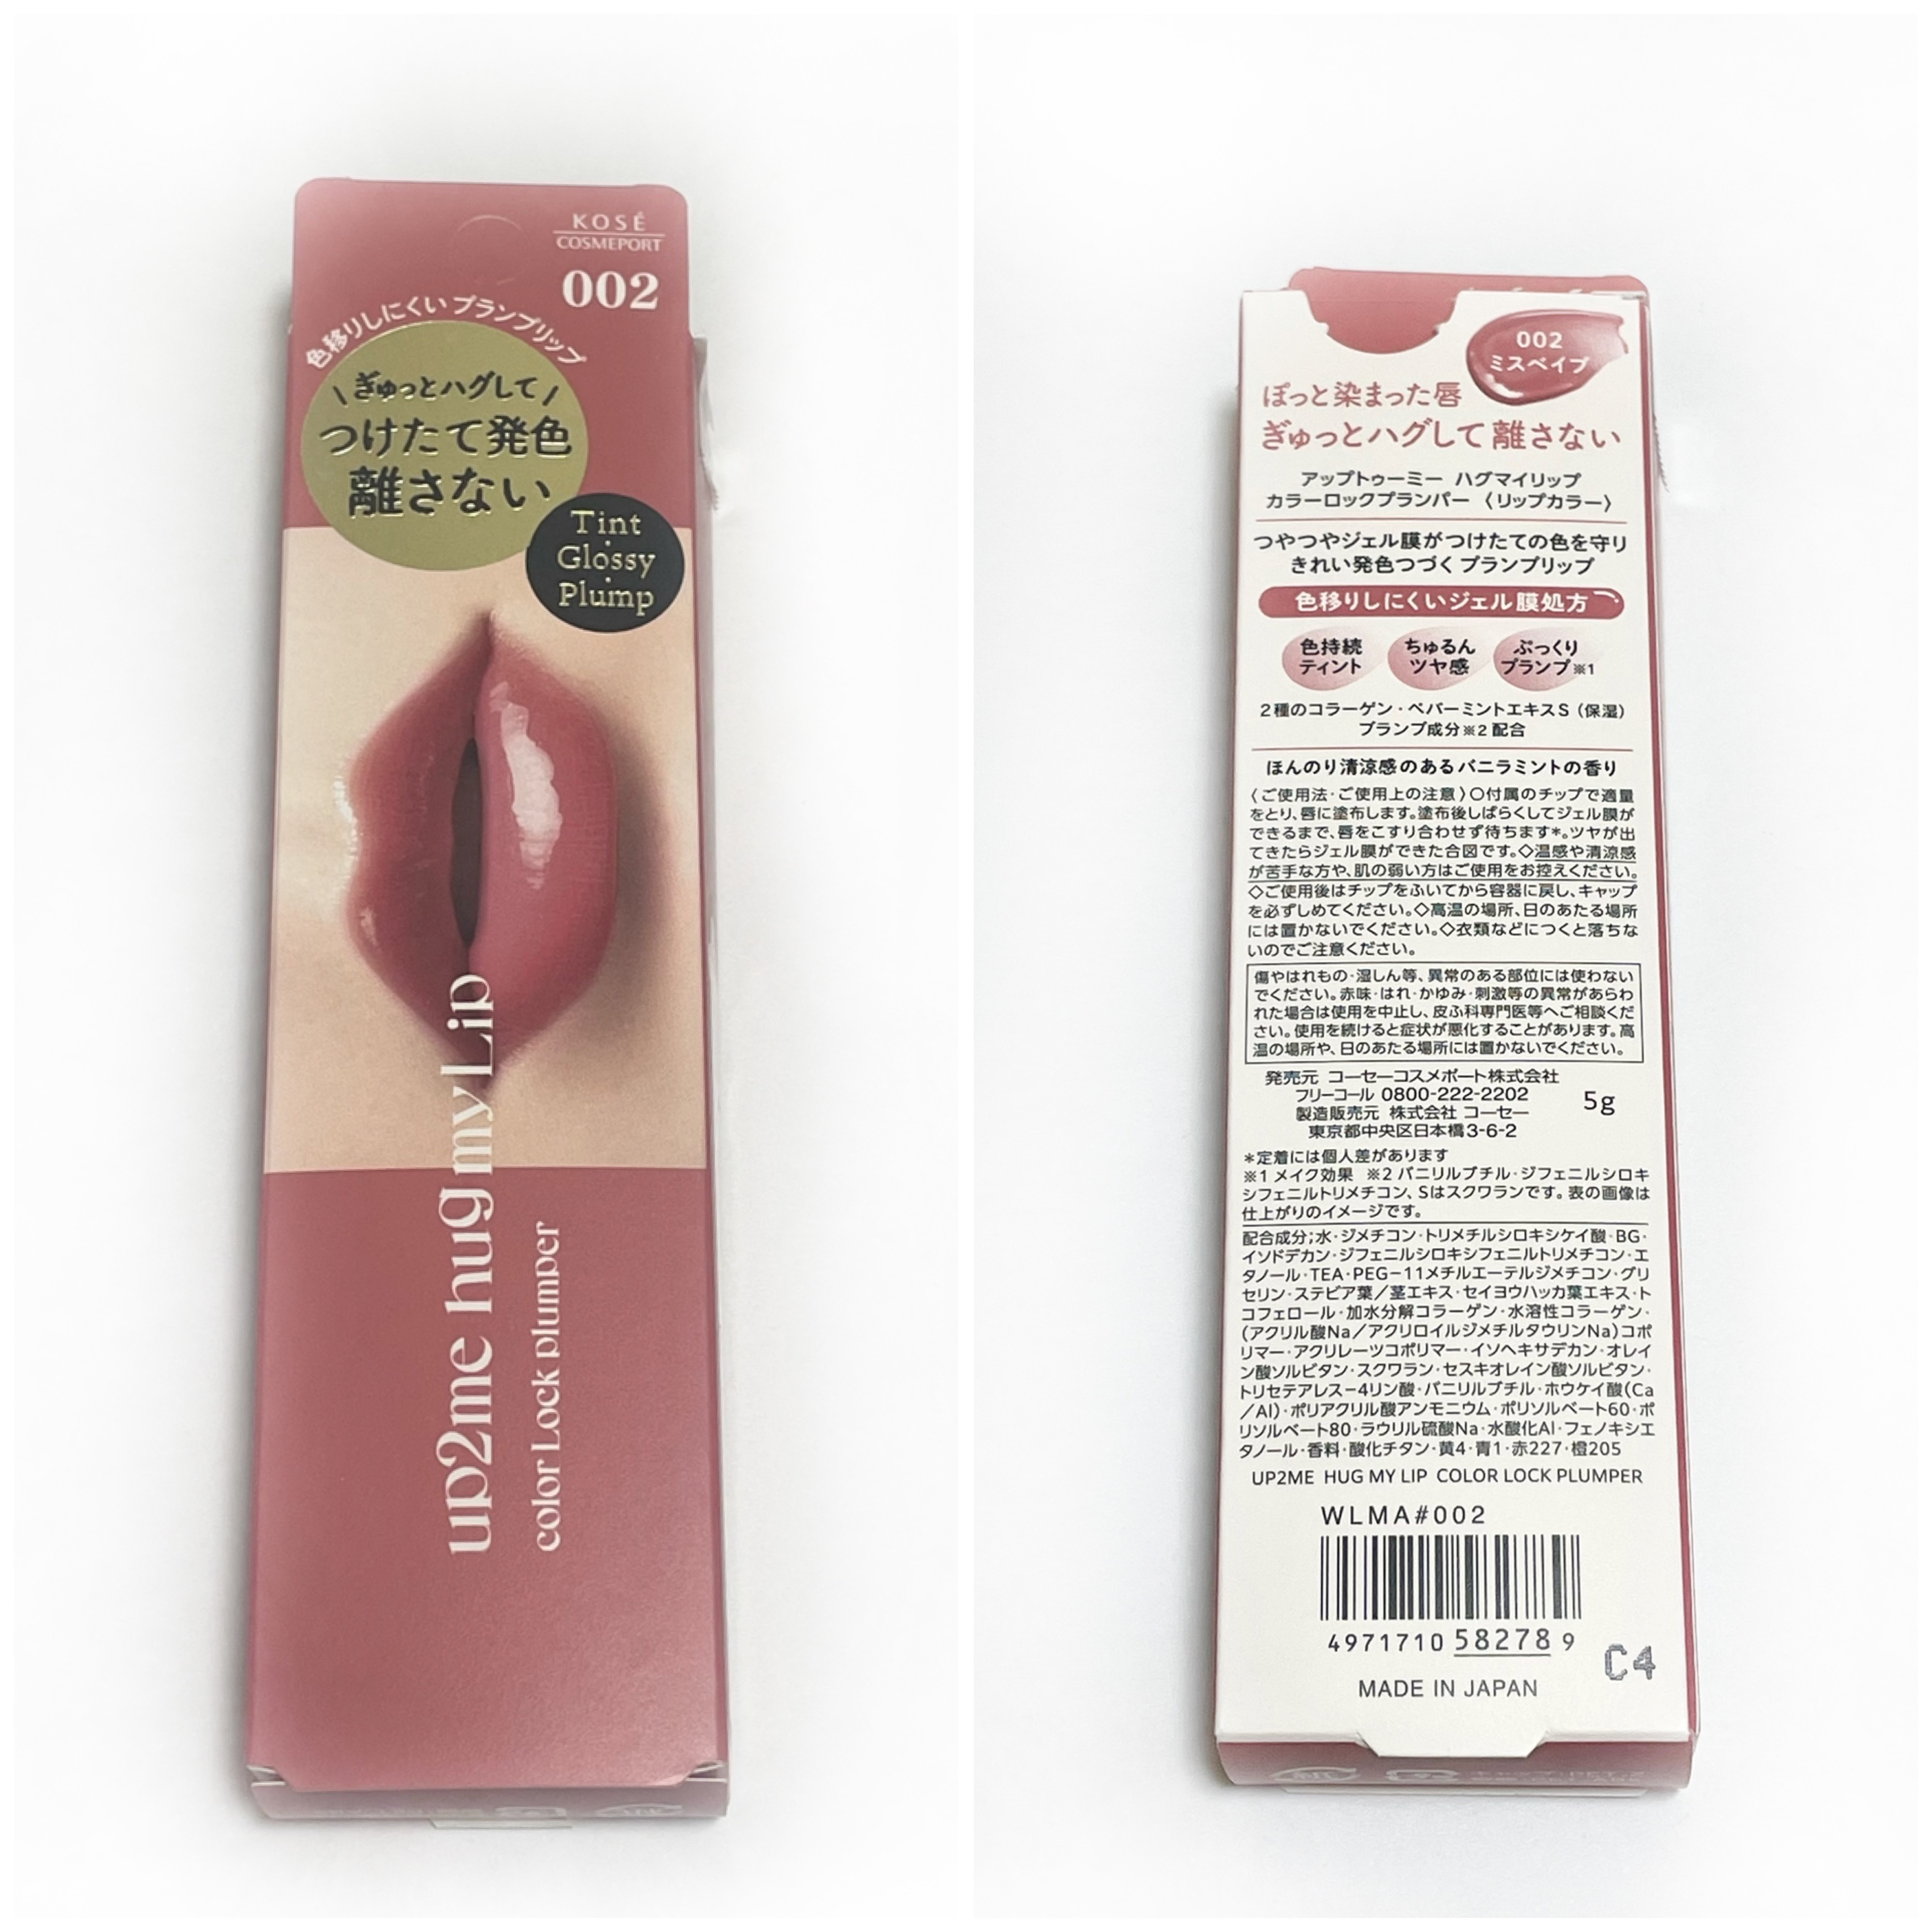 KOSÉ
COSMEPORT
002
色移りしにくい プランプリップ
\ ぎゅっとハグして /
つけたて発色
離さない
Tint
・
Glossy
・
Plump
up2me hug my Lip
color Lock plumper
002
ミスベイブ
ぽっと染まった唇
ぎゅっとハグして 離さない
アップトゥーミー ハグマイリップ
カラーロックプランパー 〈リップカラー〉
つやつやジェル膜がつけたての色を守り
きれい発色つづく プランプリップ
色移りしにくいジェル膜処方
色持続
ティント
ちゅるん
ツヤ感
ぷっくり
プランプ※1
2種のコラーゲン・ペパーミントエキスS（保湿）
プランプ成分※2 配合
ほんのり清涼感のあるバニラミントの香り
〈ご使用法・ご使用上の注意〉○付属のチップで適量
をとり、唇に塗布します。塗布後しばらくしてジェル膜が
できるまで、唇をこすり合わせず待ちます*。ツヤが出
てきたらジェル膜ができた合図です。◇温感や清涼感
が苦手な方や、肌の弱い方はご使用をお控えください。
◇ご使用後はチップをふいてから容器に戻し、キャップ
を必ずしめてください。◇高温の場所、日のあたる場所
には置かないでください。◇衣類などにつくと落ちな
いのでご注意ください。
傷やはれもの・湿しん等、異常のある部位には使わない
でください。赤味・はれ・かゆみ・刺激等の異常があらわ
れた場合は使用を中止し、皮ふ科専門医等へご相談くだ
さい。使用を続けると症状が悪化することがあります。高
温の場所や、日のあたる場所には置かないでください。
発売元 コーセーコスメポート株式会社
フリーコール 0800-222-2202
製造販売元 株式会社 コーセー
東京都中央区日本橋3-6-2
5g
*定着には個人差があります
※1 メイク効果 ※2 バニリルブチル・ジフェニルシロキ
シフェニルトリメチコン、Sはスクワランです。表の画像は
仕上がりのイメージです。
配合成分；水・ジメチコン・トリメチルシロキシケイ酸・BG・
イソドデカン・ジフェニルシロキシフェニルトリメチコン・エ
タノール・TEA・PEG-11メチルエーテルジメチコン・グリ
セリン・ステビア葉／茎エキス・セイヨウハッカ葉エキス・ト
コフェロール・加水分解コラーゲン・水溶性コラーゲン・
(アクリル酸Na／アクリロイルジメチルタウリンNa)コポ
リマー・アクリレーツコポリマー・イソヘキサデカン・オレイ
ン酸ソルビタン・スクワラン・セスキオレイン酸ソルビタン・
トリセテアレス-4リン酸・バニリルブチル・ホウケイ酸(Ca
／Al)・ポリアクリル酸アンモニウム・ポリソルベート60・ポ
リソルベート80・ラウリル硫酸Na・水酸化Al・フェノキシエ
タノール・香料・酸化チタン・黄4・青1・赤227・橙205
UP2ME HUG MY LIP COLOR LOCK PLUMPER
WLMA#002
4971710 582789
C4
MADE IN JAPAN